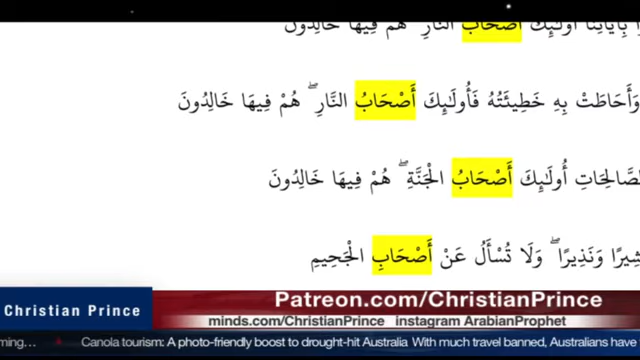 بِآيَاتِنَا أُولَٰئِكَ أَصْحَابُ النَّارِ هُمْ فِيهَا خَالِدُونَ
وَأَحَاطَتْ بِهِ خَطِيئَتُهُ فَأُولَٰئِكَ أَصْحَابُ النَّارِ ۖ هُمْ فِيهَا خَالِدُونَ
الصَّالِحَاتِ أُولَٰئِكَ أَصْحَابُ الْجَنَّةِ ۖ هُمْ فِيهَا خَالِدُونَ
وَنَذِيرًا ۖ وَلَا تُسْأَلُ عَنْ أَصْحَابِ الْجَحِيمِ
Christian Prince
Patreon.com/ChristianPrince
minds.com/ChristianPrince instagram ArabianProphet
ming... Canola tourism: A photo-friendly boost to drought-hit Australia With much travel banned, Australians have